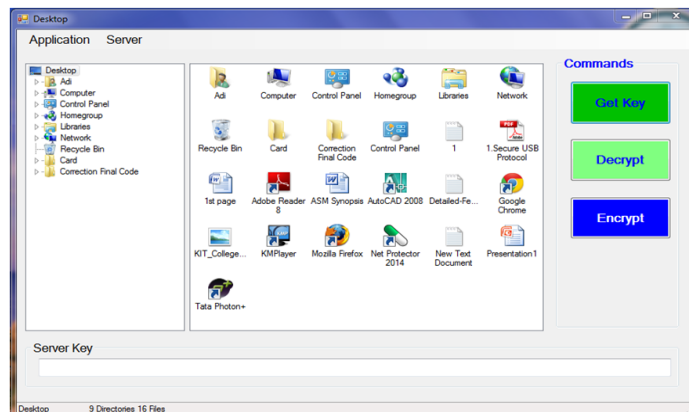 Desktop
Application Server
Desktop
Adi
Computer
Control Panel
Homegroup
Libraries
Network
Recycle Bin
Card
Correction Final Code
Adi Computer Control Panel Homegroup Libraries Network
Recycle Bin Card Correction Final Code Control Panel 1 1.Secure USB Protocol
1st page Adobe Reader 8 ASM Synopsis AutoCAD 2008 Detailed-Fe... Google Chrome
KIT_College... KMPlayer Mozilla Firefox Net Protector 2014 New Text Document Presentation1
Tata Photon+
Commands
Get Key
Decrypt
Encrypt
Server Key
Desktop 9 Directories 16 Files